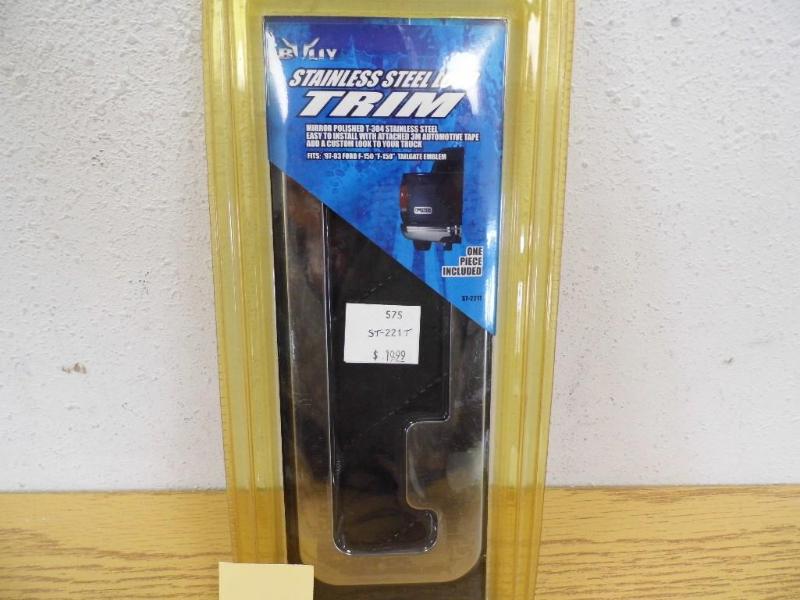 BULLY
STAINLESS STEEL
TRIM
MIRROR POLISHED T-304 STAINLESS STEEL
EASY TO INSTALL WITH ATTACHED 3M AUTOMOTIVE TAPE
ADD A CUSTOM LOOK TO YOUR TRUCK
FITS: '97-03 FORD F-150 "F-150" TAILGATE EMBLEM
ONE
PIECE
INCLUDED
ST-221T
575
ST-221T
$ 19.99